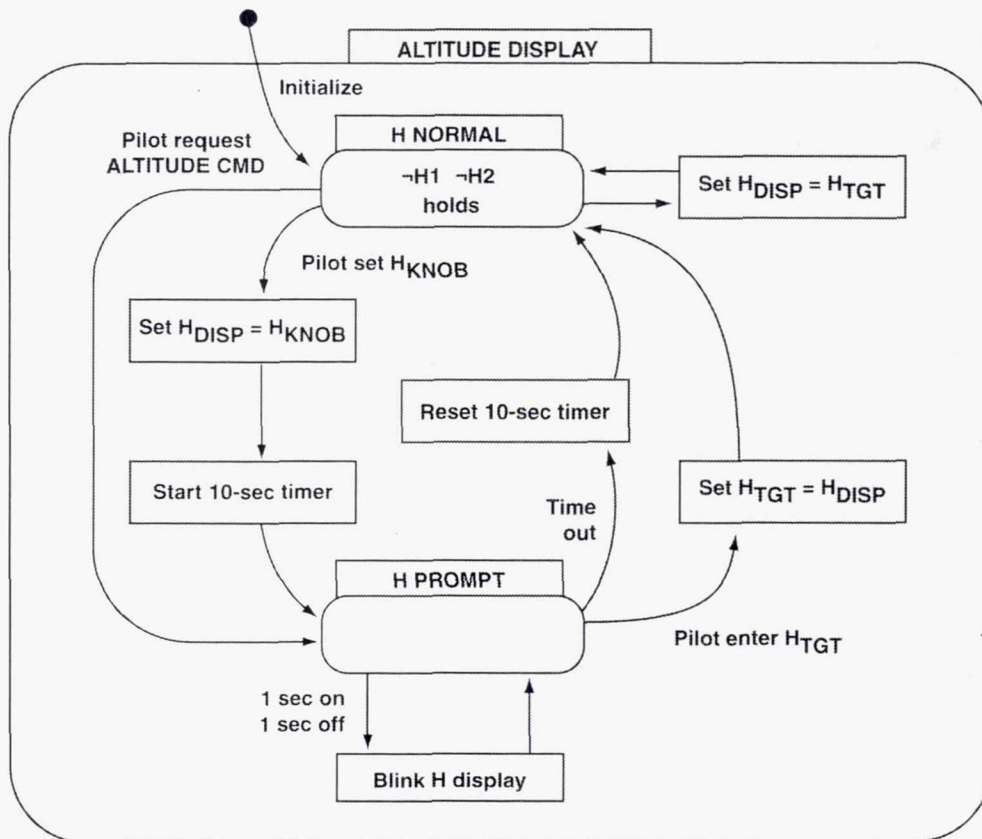 ALTITUDE DISPLAY
Initialize
H NORMAL
Pilot request
ALTITUDE CMD
¬H1 ¬H2
holds
Set HDISP = HTGT
Pilot set HKNOB
Set HDISP = HKNOB
Reset 10-sec timer
Start 10-sec timer
Set HTGT = HDISP
Time
out
H PROMPT
Pilot enter HTGT
1 sec on
1 sec off
Blink H display